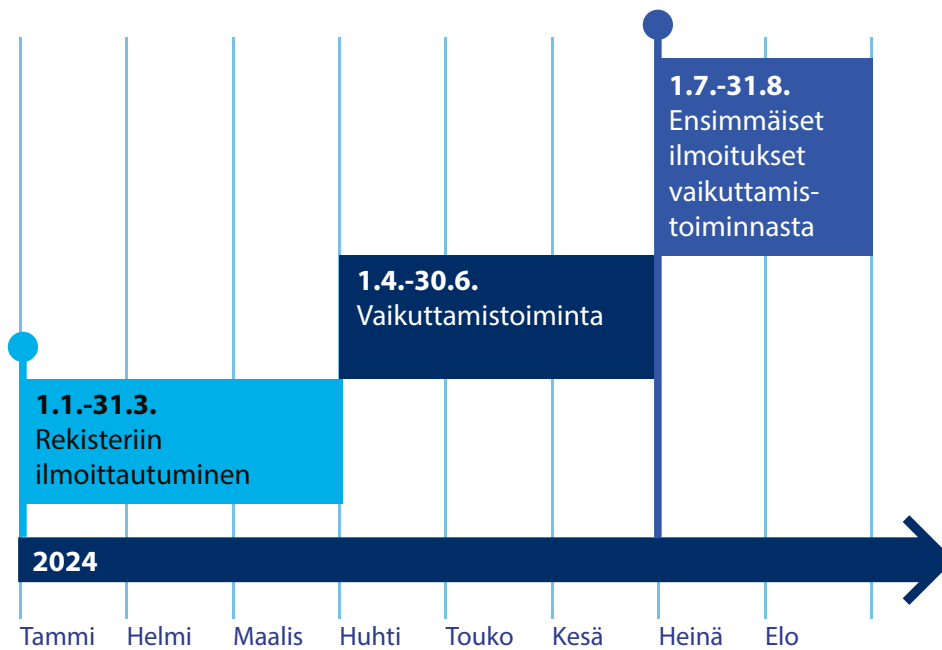 1.7.-31.8.
Ensimmäiset
ilmoitukset
vaikuttamis-
toiminnasta
1.4.-30.6.
Vaikuttamistoiminta
1.1.-31.3.
Rekisteriin
ilmoittautuminen
2024
Tammi Helmi Maalis Huhti Touko Kesä Heinä Elo